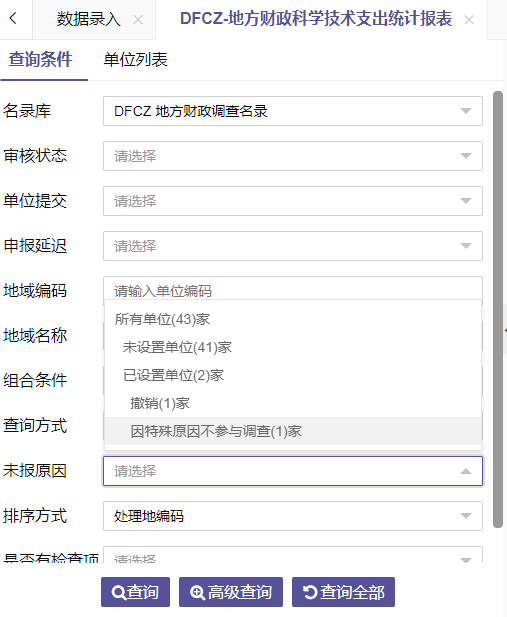 数据录入
DFCZ-地方财政科学技术支出统计报表
查询条件 单位列表
名录库 DFCZ 地方财政调查名录
审核状态 请选择
单位提交 请选择
申报延迟 请选择
地域编码 请输入单位编码
所有单位(43)家
地域名称
未设置单位(41)家
组合条件 已设置单位(2)家
撤销(1)家
查询方式 因特殊原因不参与调查(1)家
未报原因 请选择
排序方式 处理地编码
是否有检查项 请选择
查询 高级查询 查询全部